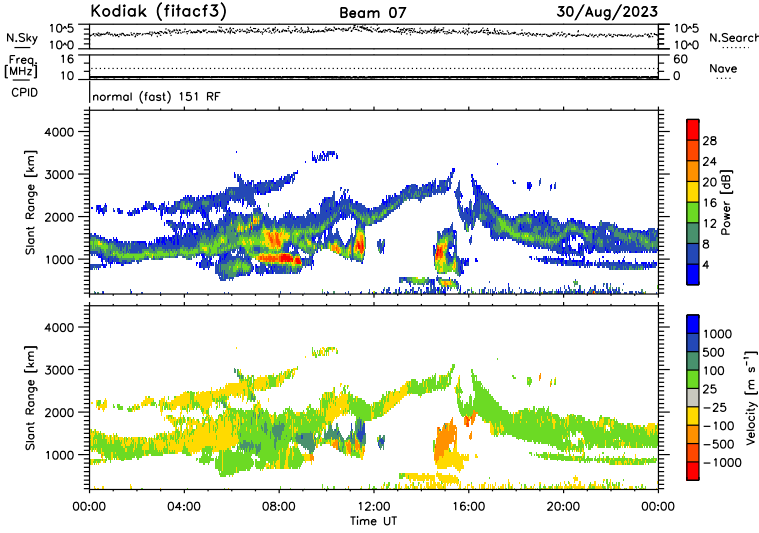 Kodiak (fitacf3) Beam 07 30/Aug/2023
N.Sky 10^5 10^0 10^5 10^0 N.Search
Freq. [MHz] 16 10 60 0 Nave
CPID normal (fast) 151 RF
Slant Range [km] 4000 3000 2000 1000
28 24 20 16 12 8 4 Power [dB]
Slant Range [km] 4000 3000 2000 1000
1000 500 100 25 −25 −100 −500 −1000 Velocity [m s⁻¹]
00:00 04:00 08:00 12:00 16:00 20:00 00:00
Time UT